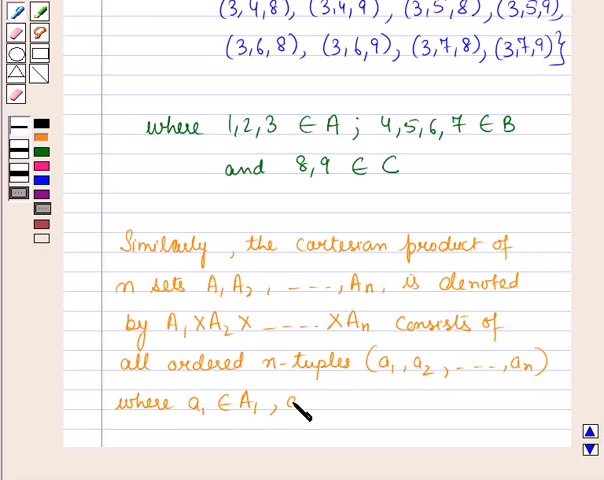 (3,4,8), (3,4,9), (3,5,8), (3,5,9),
(3,6,8), (3,6,9), (3,7,8), (3,7,9)}
where 1,2,3 ∈ A ; 4,5,6,7 ∈ B
and 8,9 ∈ C
Similarly, the cartesian product of
n sets A₁, A₂, -----, Aₙ, is denoted
by A₁ X A₂ X ----- X Aₙ consists of
all ordered n-tuples (a₁, a₂, ----, aₙ)
where a₁ ∈ A₁, a